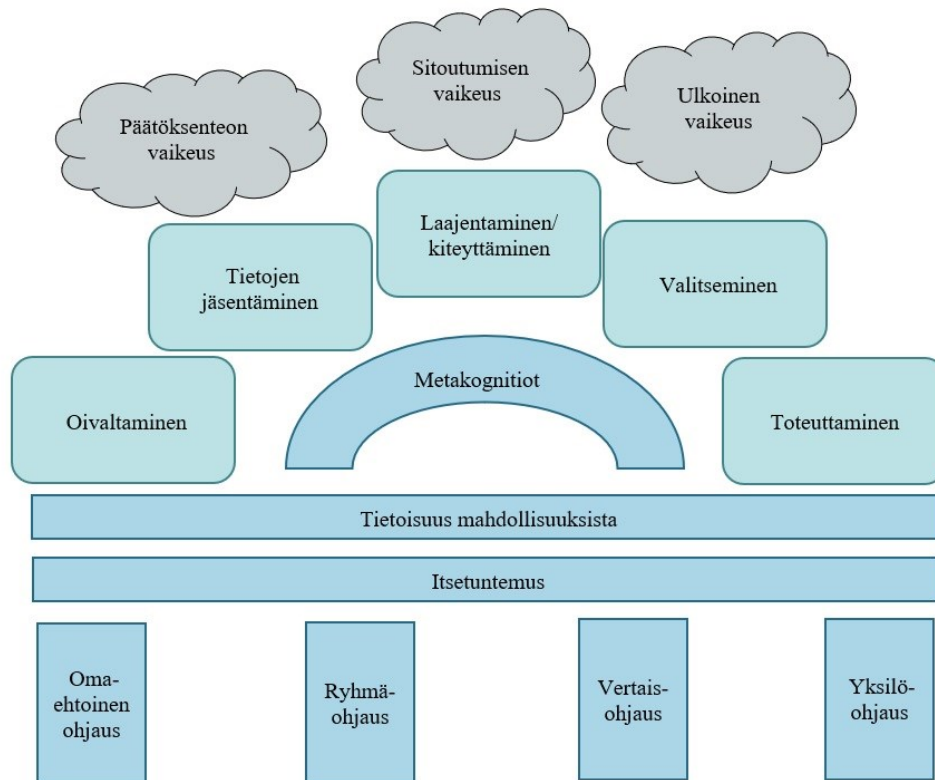 Sitoutumisen
vaikeus
Ulkoinen
vaikeus
Päätöksenteon
vaikeus
Laajentaminen/
kiteyttäminen
Tietojen
jäsentäminen
Valitseminen
Metakognitiot
Oivaltaminen
Toteuttaminen
Tietoisuus mahdollisuuksista
Itsetuntemus
Oma-
ehtoinen
ohjaus
Ryhmä-
ohjaus
Vertais-
ohjaus
Yksilö-
ohjaus